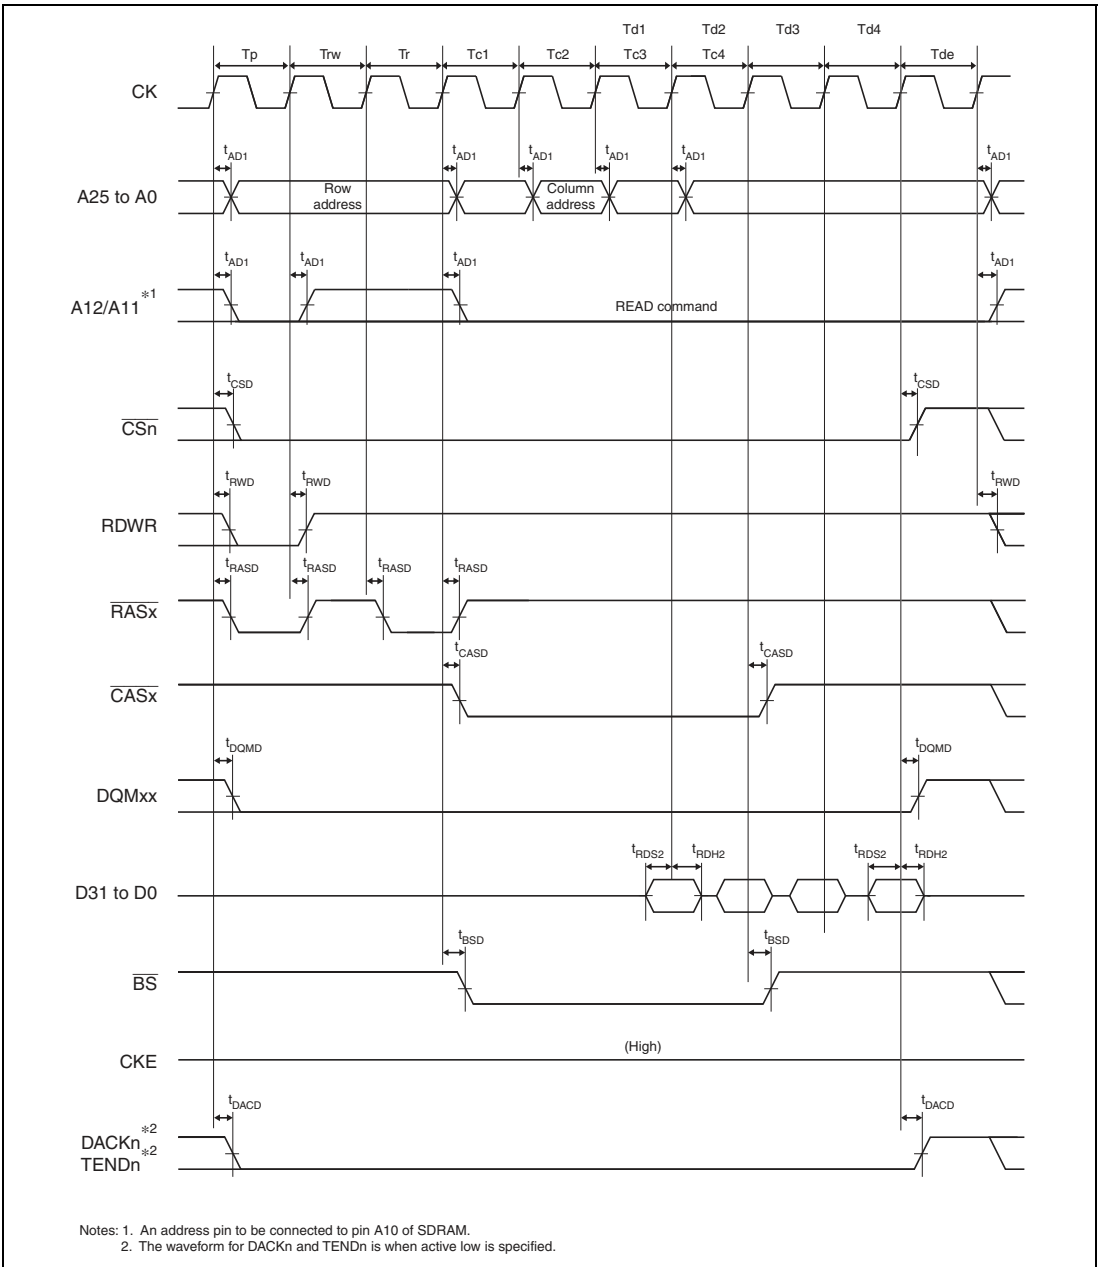 Td1 Td2 Td3 Td4
Tp Trw Tr Tc1 Tc2 Tc3 Tc4 Tde
CK
tAD1 tAD1 tAD1 tAD1 tAD1 tAD1
A25 to A0
Row address
Column address
tAD1 tAD1 tAD1 tAD1
A12/A11 *1
READ command
tCSD tCSD
CSn
tRWD tRWD tRWD
RDWR
tRASD tRASD tRASD tRASD
RASx
tCASD tCASD
CASx
tDQMD tDQMD
DQMxx
tRDS2 tRDH2 tRDS2 tRDH2
D31 to D0
tBSD tBSD
BS
(High)
CKE
tDACD tDACD
DACKn *2
TENDn *2
Notes: 1. An address pin to be connected to pin A10 of SDRAM.
2. The waveform for DACKn and TENDn is when active low is specified.